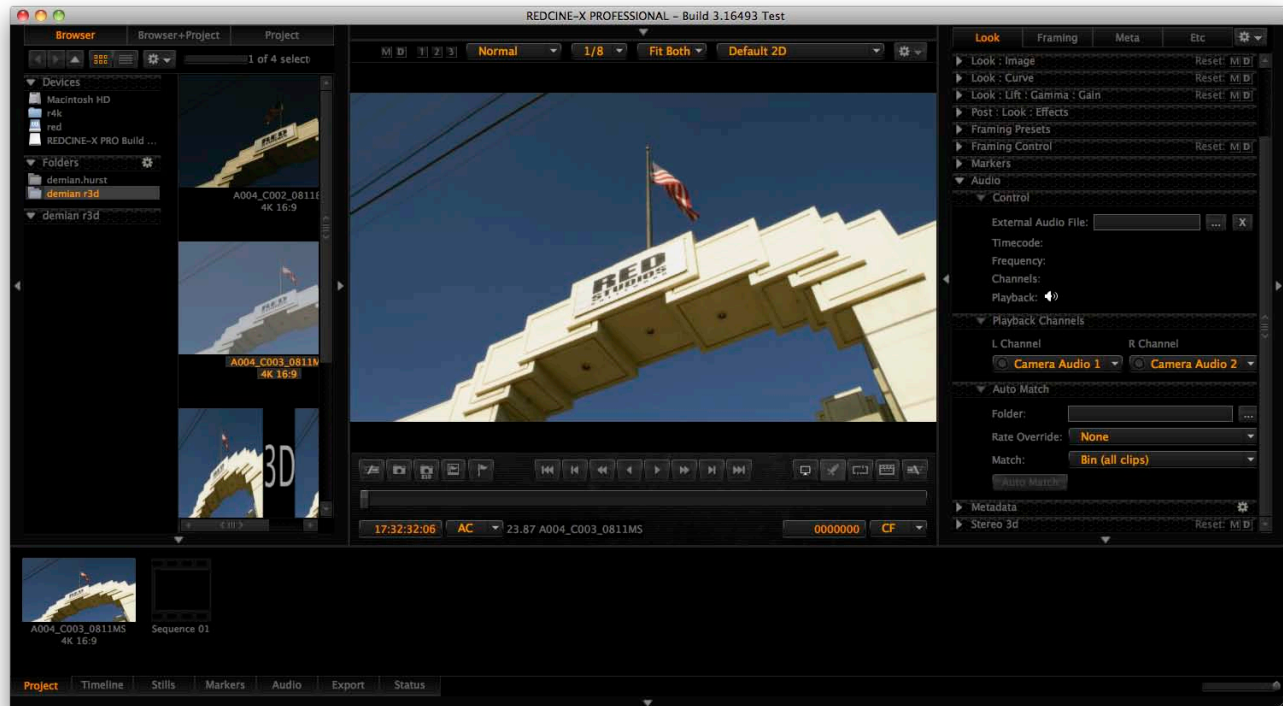 REDCINE-X PROFESSIONAL - Build 3.16493 Test
Browser
Browser+Project
Project
1 of 4 select
Devices
Macintosh HD
r4k
red
REDCINE-X PRO Build ...
Folders
demian.hurst
demian r3d
demian r3d
A004_C002_0811
4K 16:9
A004_C003_0811M
4K 16:9
3D
M D 1 2 3 Normal 1/8 Fit Both Default 2D
RED
STUDIOS
17:32:32:06 AC 23.87 A004_C003_0811MS 0000000 CF
Look Framing Meta Etc
Look : Image Reset: M D
Look : Curve Reset: M D
Look : Lift : Gamma : Gain Reset: M D
Post : Look : Effects
Framing Presets
Framing Control Reset: M D
Markers
Audio
Control
External Audio File: ... X
Timecode:
Frequency:
Channels:
Playback:
Playback Channels
L Channel R Channel
Camera Audio 1 Camera Audio 2
Auto Match
Folder: ...
Rate Override: None
Match: Bin (all clips)
Auto Match
Metadata
Stereo 3d Reset: M D
A004_C003_0811MS
4K 16:9
Sequence 01
Project Timeline Stills Markers Audio Export Status